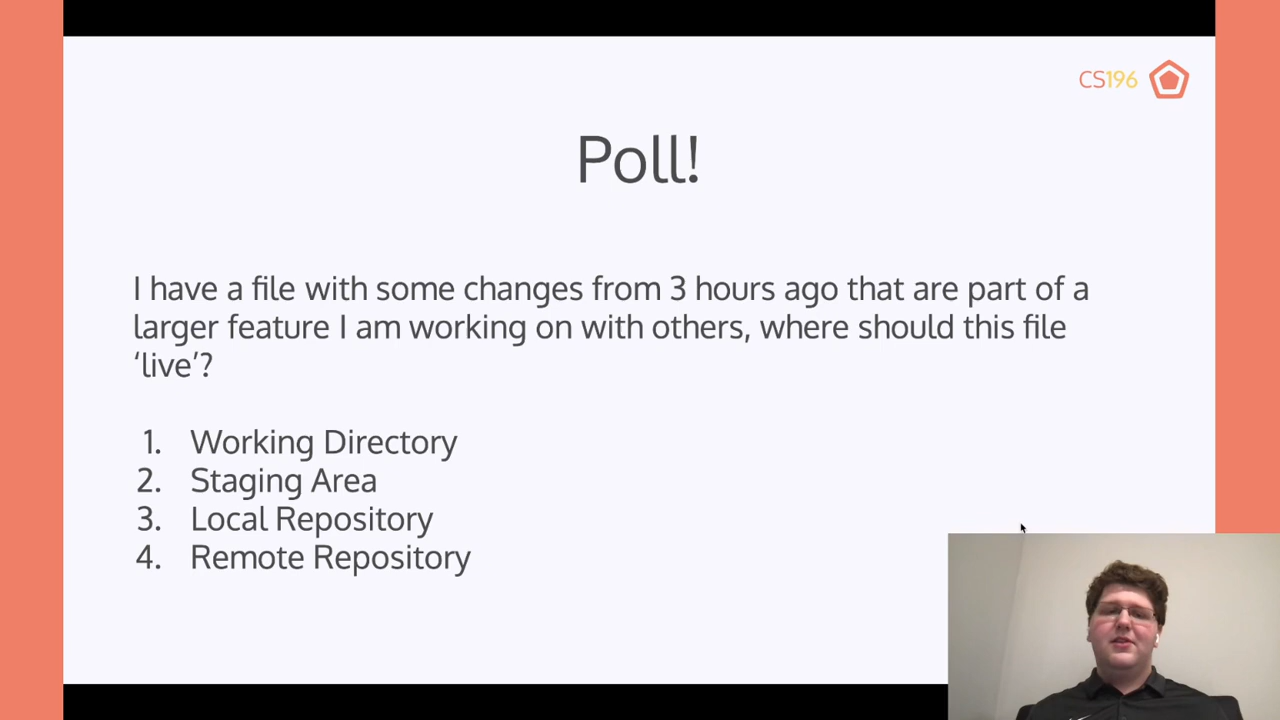 CS196
Poll!
I have a file with some changes from 3 hours ago that are part of a
larger feature I am working on with others, where should this file
‘live’?
1. Working Directory
2. Staging Area
3. Local Repository
4. Remote Repository